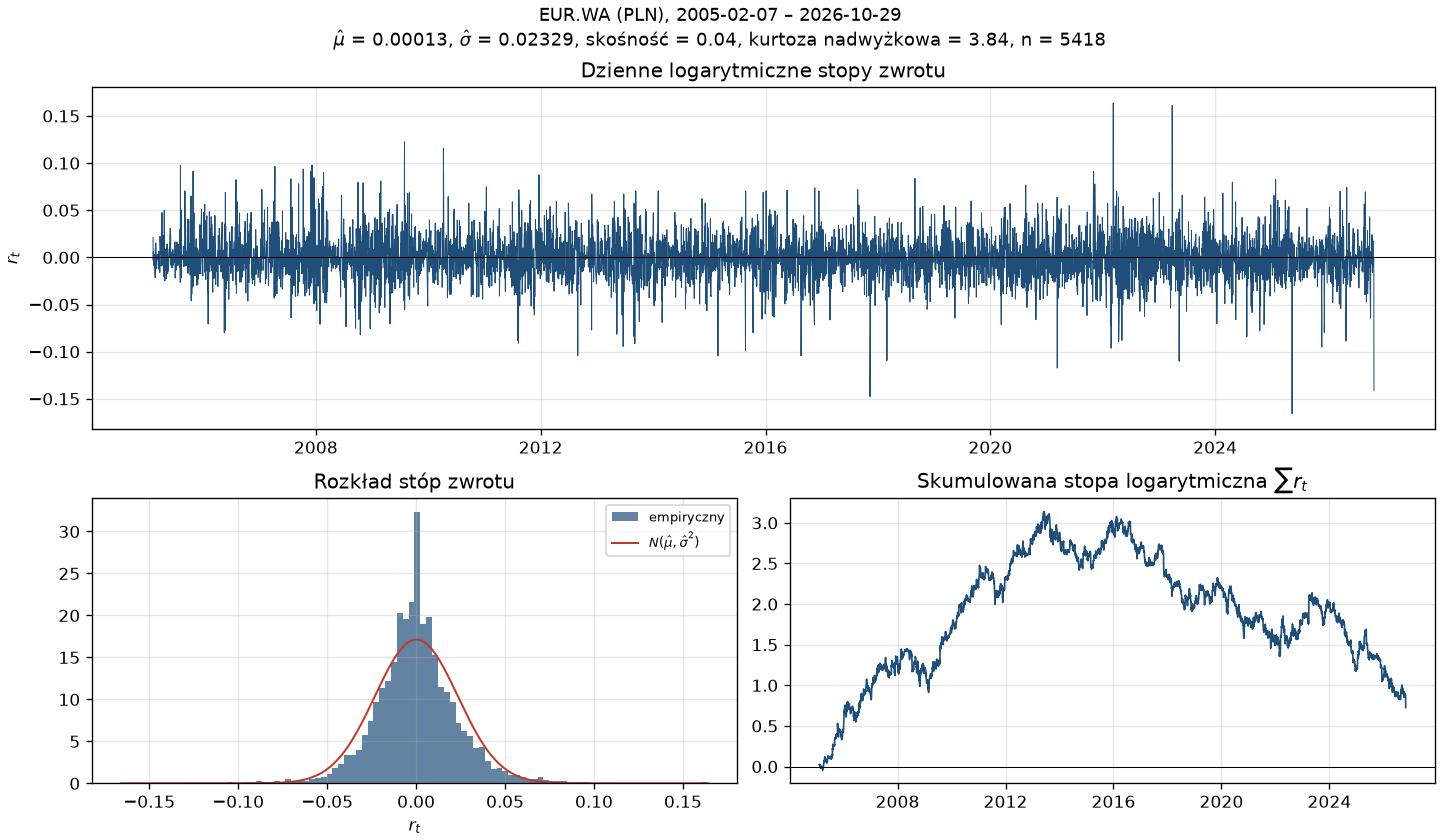 EUR.WA (PLN), 2005-02-07 – 2026-10-29
μ̂ = 0.00013, σ̂ = 0.02329, skośność = 0.04, kurtoza nadwyżkowa = 3.84, n = 5418
Dzienne logarytmiczne stopy zwrotu
0.15
0.10
0.05
0.00
−0.05
−0.10
−0.15
r_t
2008 2012 2016 2020 2024
Rozkład stóp zwrotu
30
25
20
15
10
5
0
empiryczny
N(μ̂, σ̂²)
−0.15 −0.10 −0.05 0.00 0.05 0.10 0.15
r_t
Skumulowana stopa logarytmiczna ∑r_t
3.0
2.5
2.0
1.5
1.0
0.5
0.0
2008 2012 2016 2020 2024